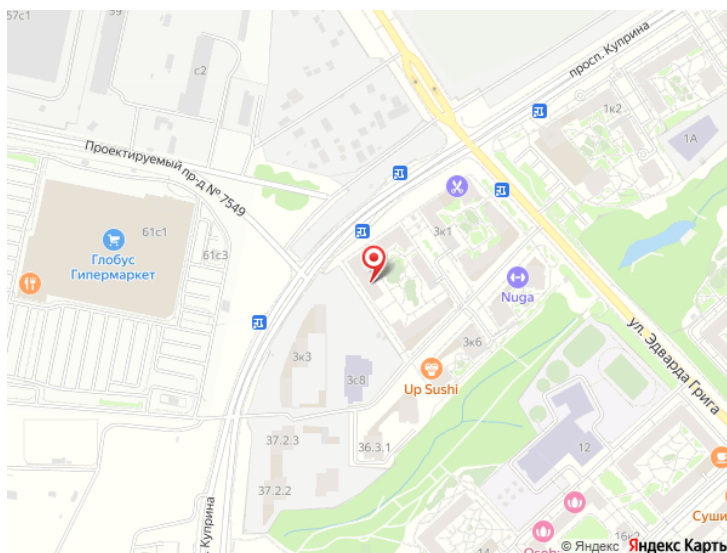 57с1
59
с2
просп. Куприна
1к2
1А
Проектируемый пр-д № 7549
61с1
61с3
Глобус
Гипермаркет
3к1
Nuga
3к3
3с8
3к6
Up Sushi
ул. Эдварда Грига
37.2.3
36.3.1
12
37.2.2
Куприна
14
16к2
Суши
© Яндекс Яндекс Карты